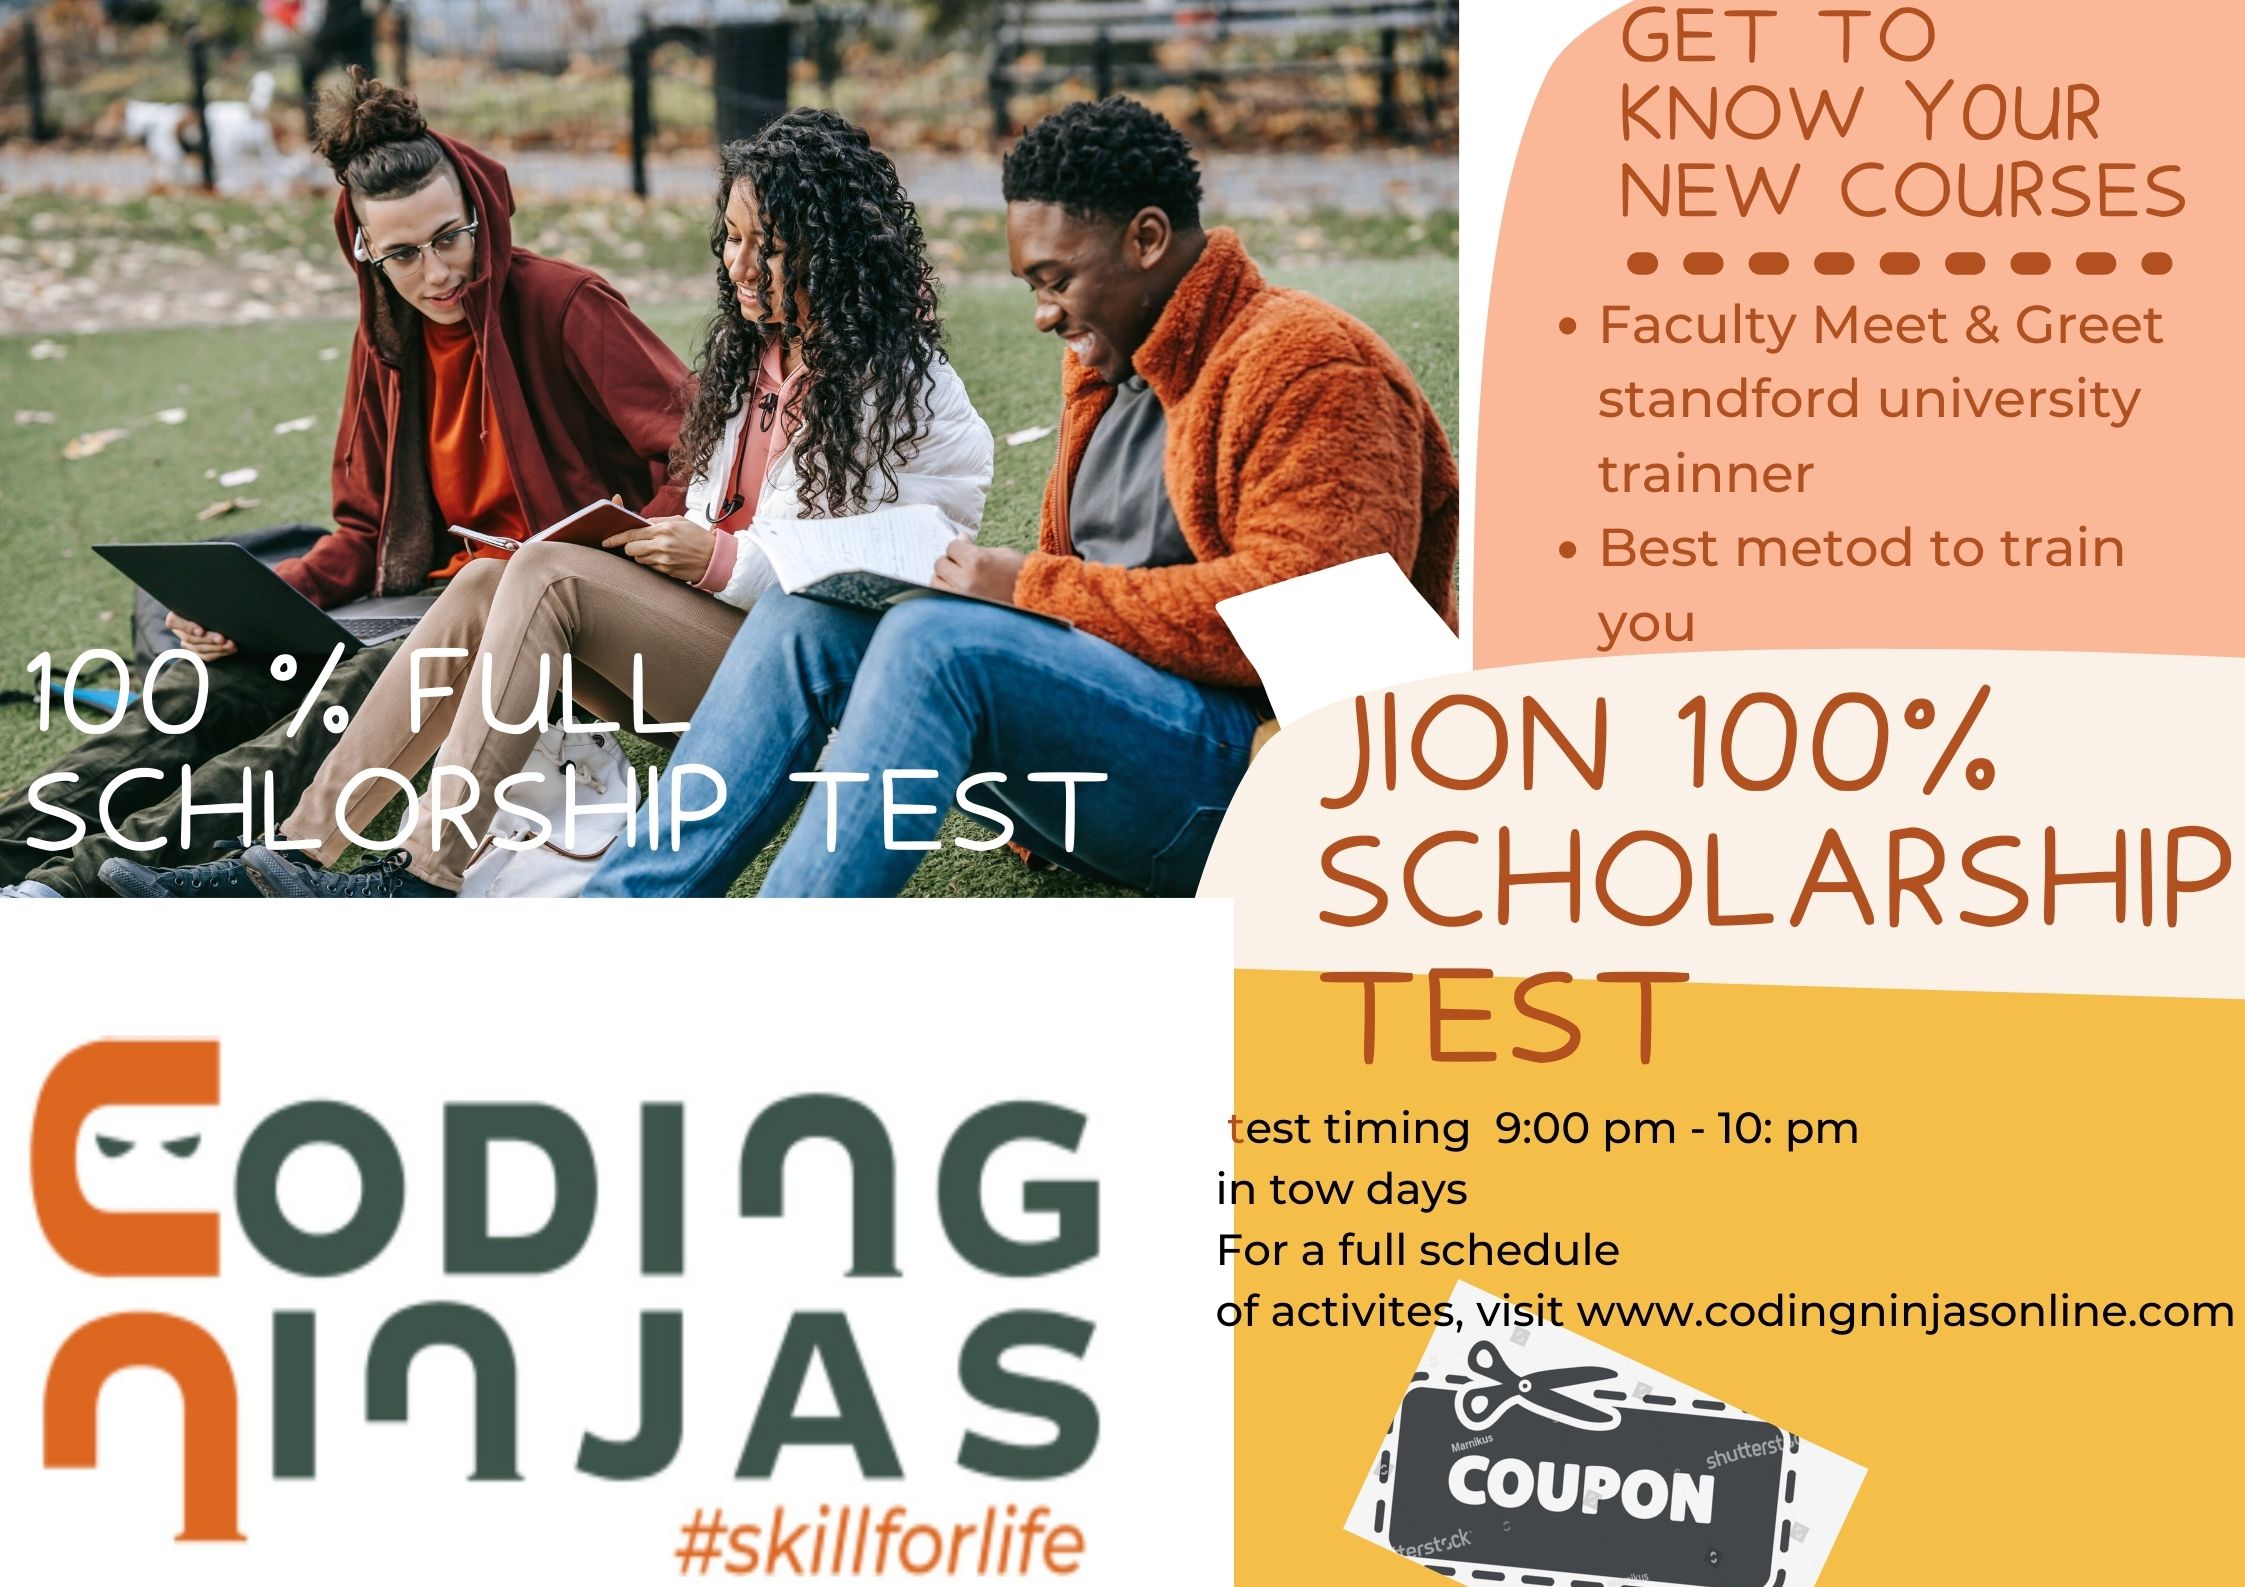 100 % FULL
SCHLORSHIP TEST
GET TO
KNOW YOUR
NEW COURSES
• Faculty Meet & Greet
standford university
trainner
• Best metod to train
you
JION 100%
SCHOLARSHIP
TEST
test timing 9:00 pm - 10: pm
in tow days
For a full schedule
of activites, visit www.codingninjasonline.com
CODING
NINJAS
#skillforlife
Marnikus
shutterstock
COUPON